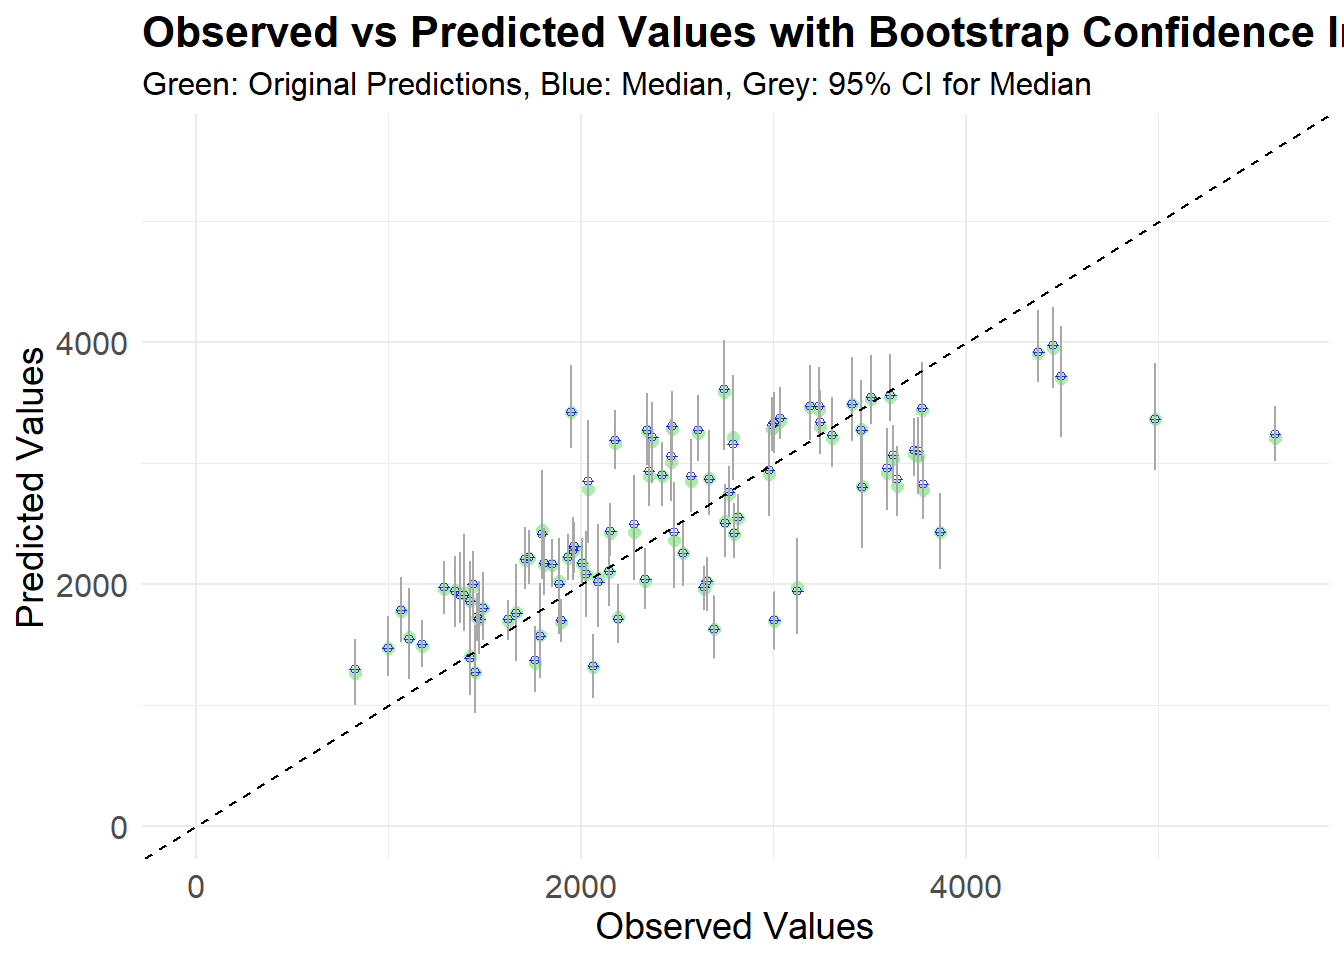 Observed vs Predicted Values with Bootstrap Confidence I
Green: Original Predictions, Blue: Median, Grey: 95% CI for Median
4000
2000
0
Predicted Values
0 2000 4000
Observed Values